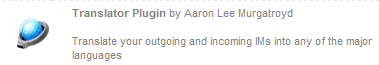 Translator Plugin by Aaron Lee Murgatroyd
Translate your outgoing and incoming IMs into any of the major
languages